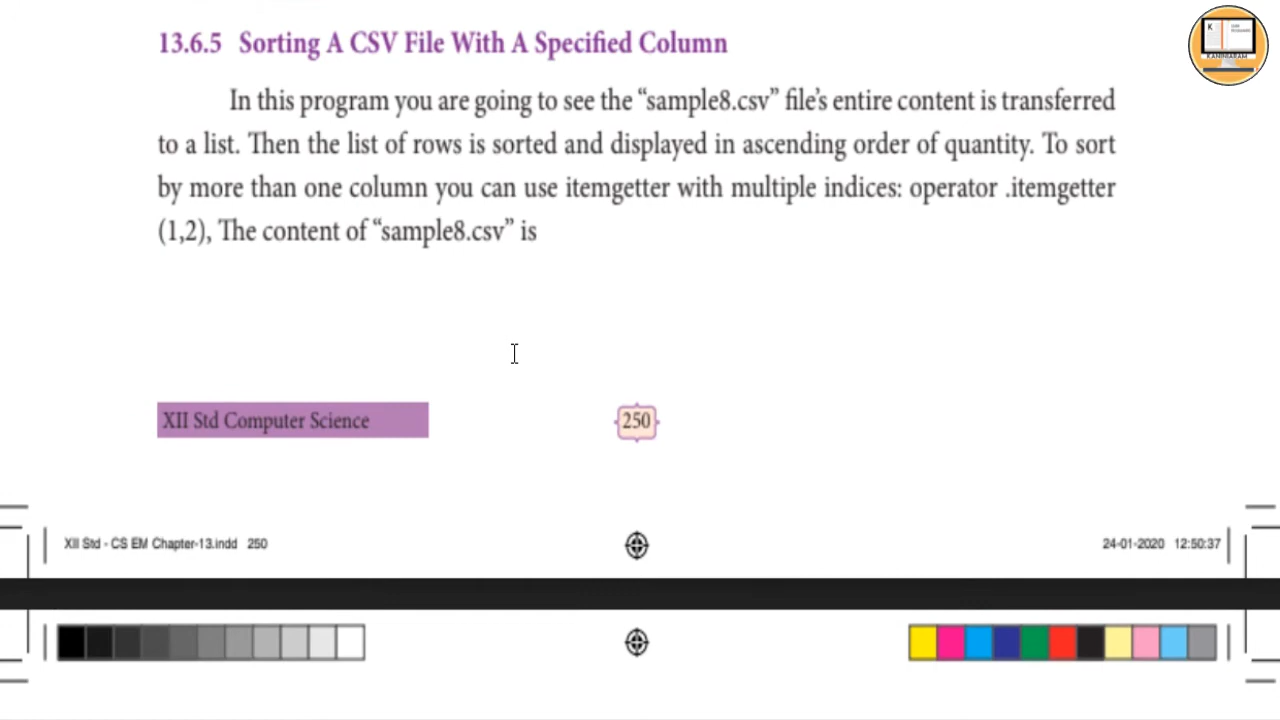 13.6.5 Sorting A CSV File With A Specified Column
In this program you are going to see the “sample8.csv” file’s entire content is transferred
to a list. Then the list of rows is sorted and displayed in ascending order of quantity. To sort
by more than one column you can use itemgetter with multiple indices: operator .itemgetter
(1,2), The content of “sample8.csv” is
XII Std Computer Science
250
XII Std - CS EM Chapter-13.indd 250
24-01-2020 12:50:37